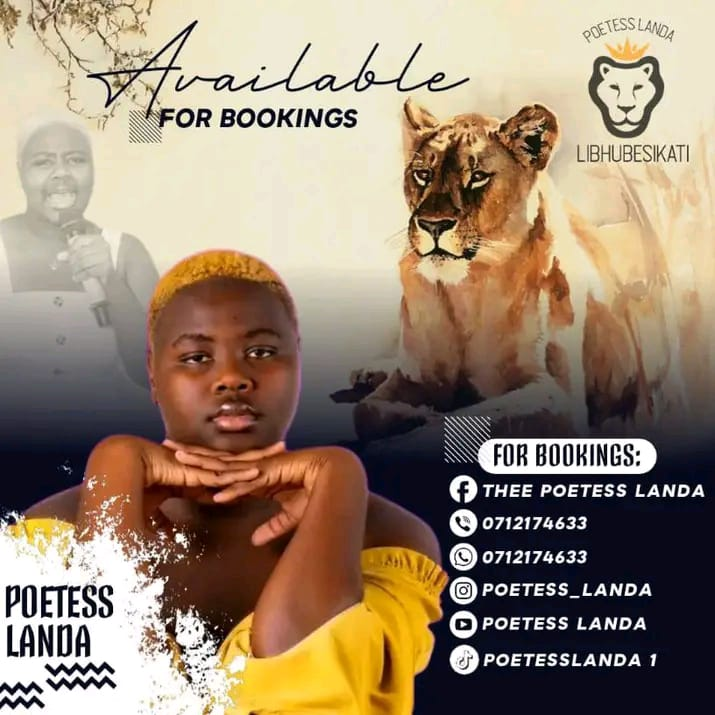 Available
FOR BOOKINGS
POETESS LANDA
LIBHUBESIKATI
FOR BOOKINGS:
THEE POETESS LANDA
0712174633
0712174633
POETESS_LANDA
POETESS LANDA
POETESSLANDA 1
POETESS
LANDA